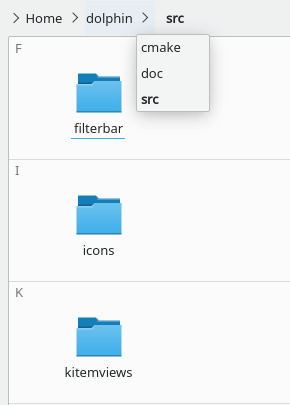 Home dolphin src
F
cmake
doc
src
filterbar
I
icons
K
kitemviews